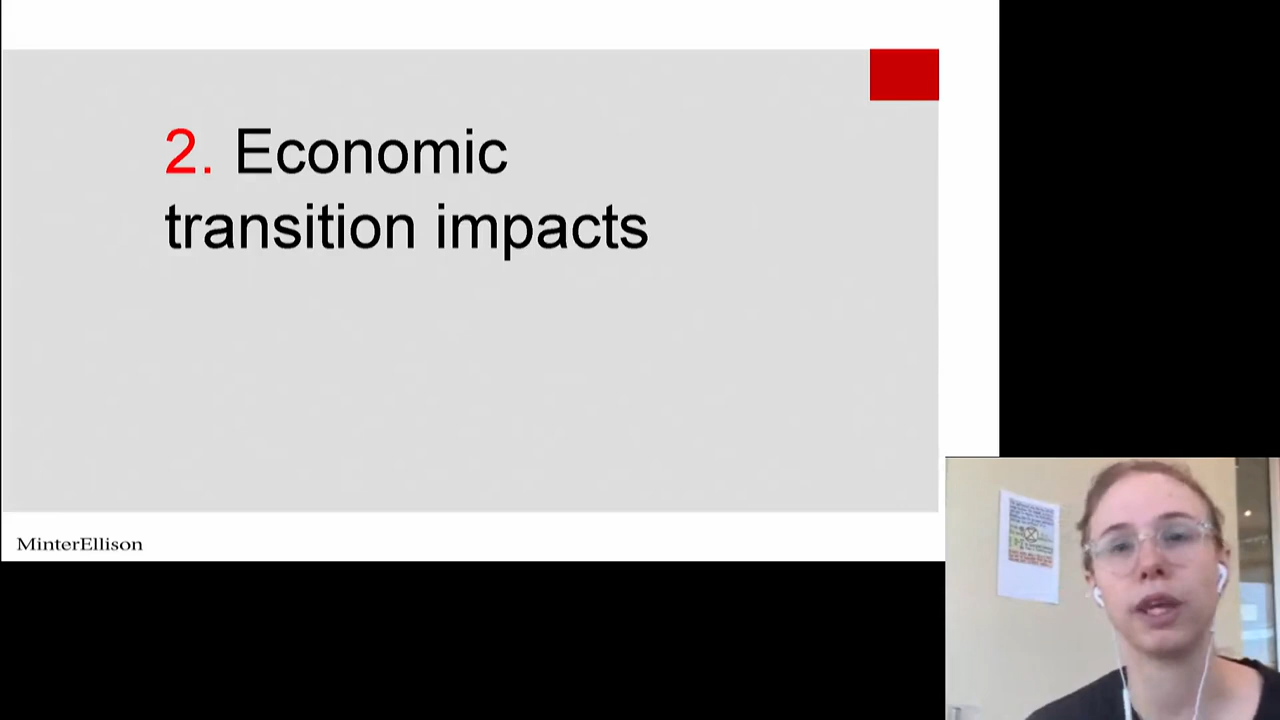 2. Economic
transition impacts
MinterEllison